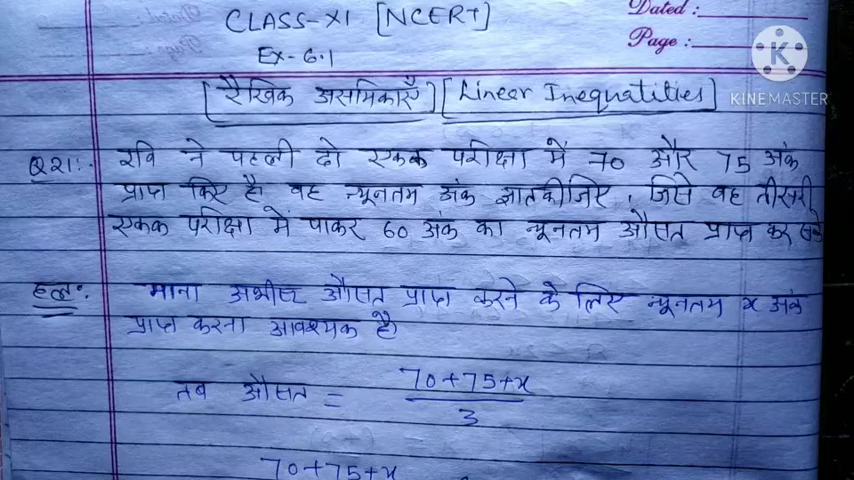 Dated :
CLASS-XI [NCERT]
Page :
EX-6.1
KINEMASTER
[रैखिक असमिकाएँ] [Linear Inequalities]
Q21:- रवि ने पहली दो एकक परीक्षा में 70 और 75 अंक
प्राप्त किए है। वह न्यूनतम अंक ज्ञात कीजिए, जिसे वह तीसरी
एकक परीक्षा में पाकर 60 अंक का न्यूनतम औसत प्राप्त कर सके
हल:- माना अभीष्ट औसत प्राप्त करने के लिए न्यूनतम x अंक
प्राप्त करना आवश्यक है
तब औसत = 70+75+x
3
70+75+x